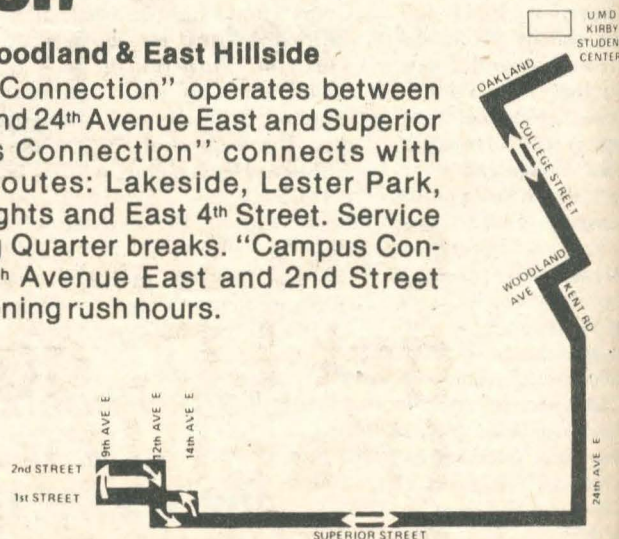 oodland & East Hillside
Connection" operates between
nd 24th Avenue East and Superior
s Connection" connects with
outes: Lakeside, Lester Park,
ghts and East 4th Street. Service
g Quarter breaks. "Campus Con-
h Avenue East and 2nd Street
ning rush hours.
UMD
KIRBY
STUDEN
CENTER
OAKLAND
COLLEGE STREET
WOODLAND
AVE
KENT RD
24th AVE. E
9th AVE. E
12th AVE. E
14th AVE. E
2nd STREET
1st STREET
SUPERIOR STREET